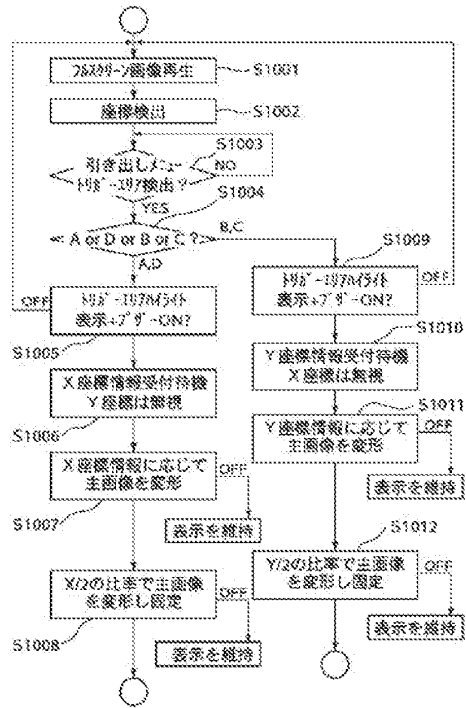 フルスクリーン画像再生
S1001
座標検出
S1002
引き出しメニュー
トリガーエリア検出？
S1003
NO
YES
S1004
A or D or B or C ?
B,C
A,D
OFF
トリガーエリアハイライト
表示+ブザーON?
S1005
X座標情報受付待機
Y座標は無視
S1006
X座標情報に応じて
主画像を変形
OFF
S1007
表示を維持
X/2の比率で主画像
を変形し固定
OFF
S1008
表示を維持
S1009
トリガーエリアハイライト
表示+ブザーON?
OFF
S1010
Y座標情報受付待機
X座標は無視
S1011
Y座標情報に応じて
主画像を変形
OFF
表示を維持
S1012
Y/2の比率で主画像
を変形し固定
OFF
表示を維持